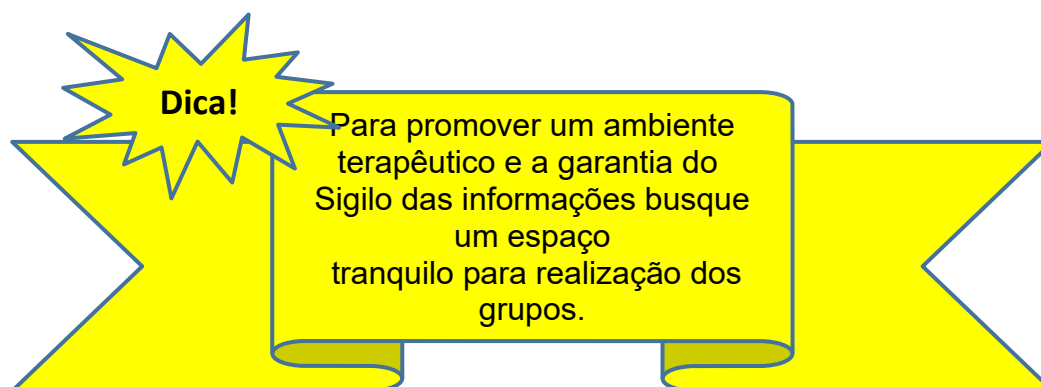 Dica!
Para promover um ambiente
terapêutico e a garantia do
Sigilo das informações busque
um espaço
tranquilo para realização dos
grupos.